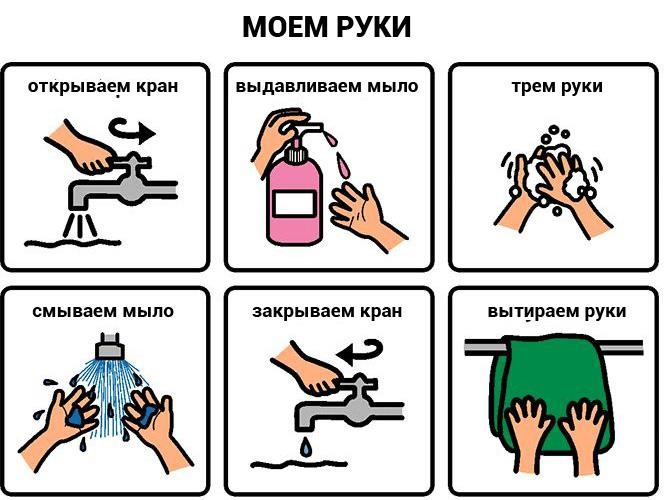 МОЕМ РУКИ
открываем кран
выдавливаем мыло
трем руки
смываем мыло
закрываем кран
вытираем руки